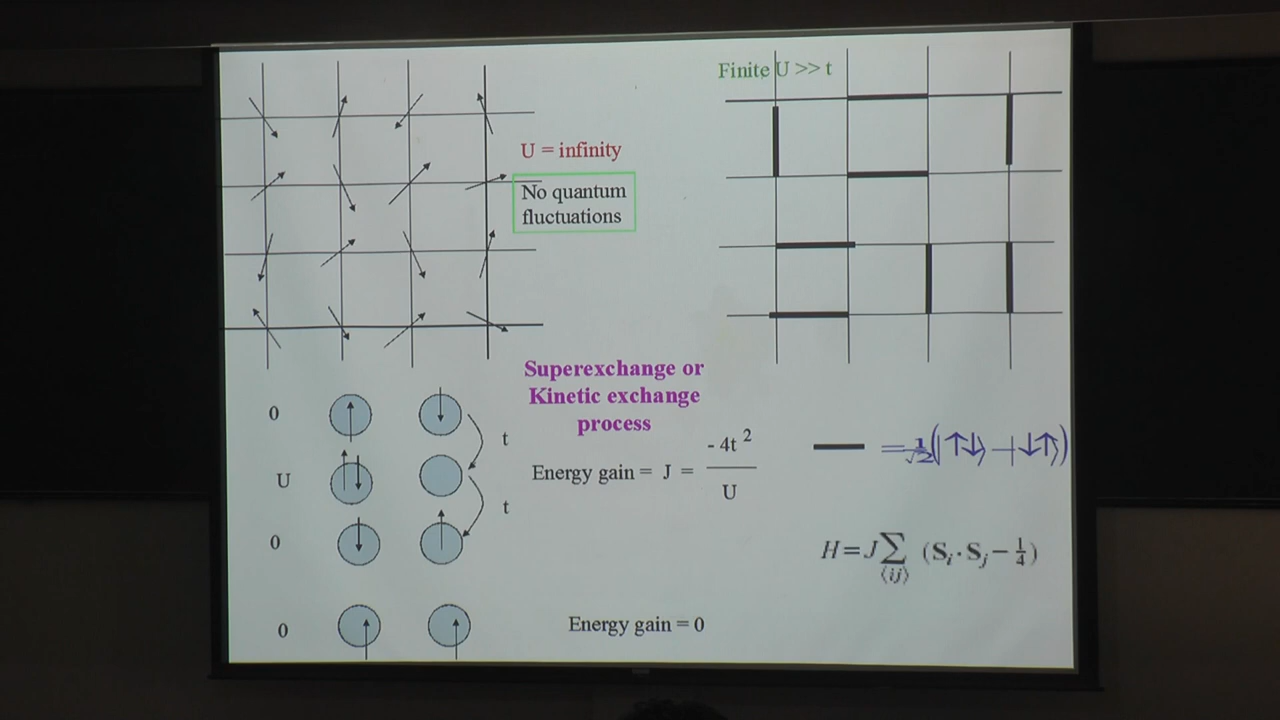 Finite U >> t
U = infinity
No quantum
fluctuations
Superexchange or
Kinetic exchange
process
0
t
U
Energy gain = J = - 4t² / U
t
0
= 1/√2 (|↑↓⟩ - |↓↑⟩)
H = J∑⟨ij⟩ (Sᵢ · Sⱼ − ¼)
0
Energy gain = 0